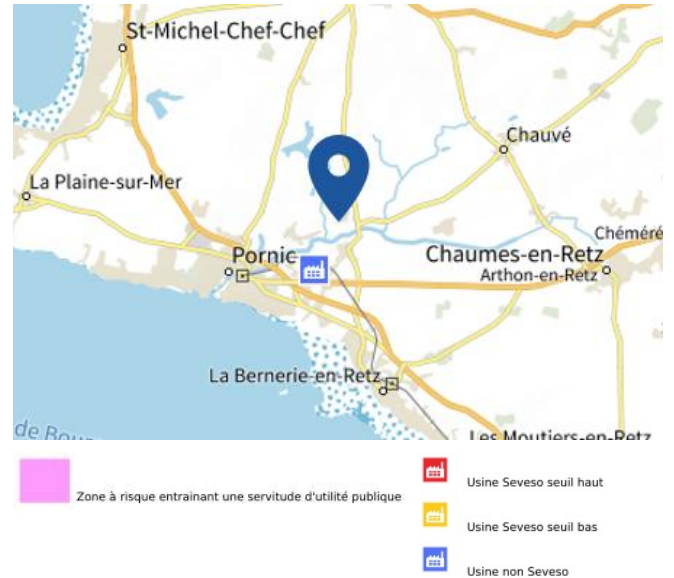 St-Michel-Chef-Chef
Chauvé
La Plaine-sur-Mer
Chéméré
Pornic
Chaumes-en-Retz
Arthon-en-Retz
La Bernerie-en-Retz
de Bou
Les Moutiers-en-Retz
Zone à risque entrainant une servitude d'utilité publique
Usine Seveso seuil haut
Usine Seveso seuil bas
Usine non Seveso